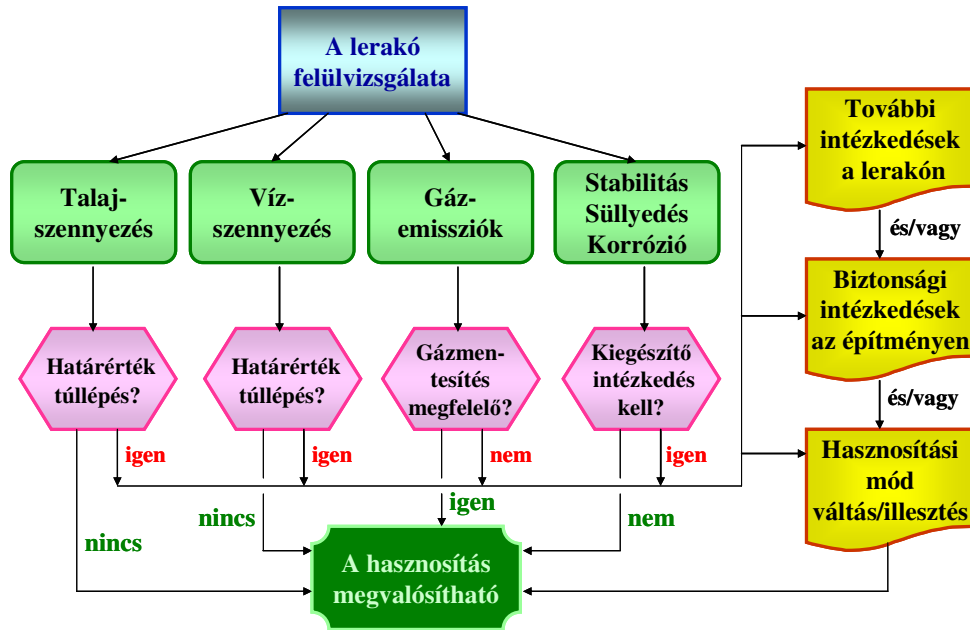 A lerakó
felülvizsgálata
Talaj-
szennyezés
Víz-
szennyezés
Gáz-
emissziók
Stabilitás
Süllyedés
Korrózió
További
intézkedések
a lerakón
és/vagy
Biztonsági
intézkedések
az építményen
és/vagy
Hasznosítási
mód
váltás/illesztés
Határérték
túllépés?
Határérték
túllépés?
Gázmen-
tesítés
megfelelő?
Kiegészítő
intézkedés
kell?
igen
igen
nem
igen
nincs
nincs
igen
nem
A hasznosítás
megvalósítható